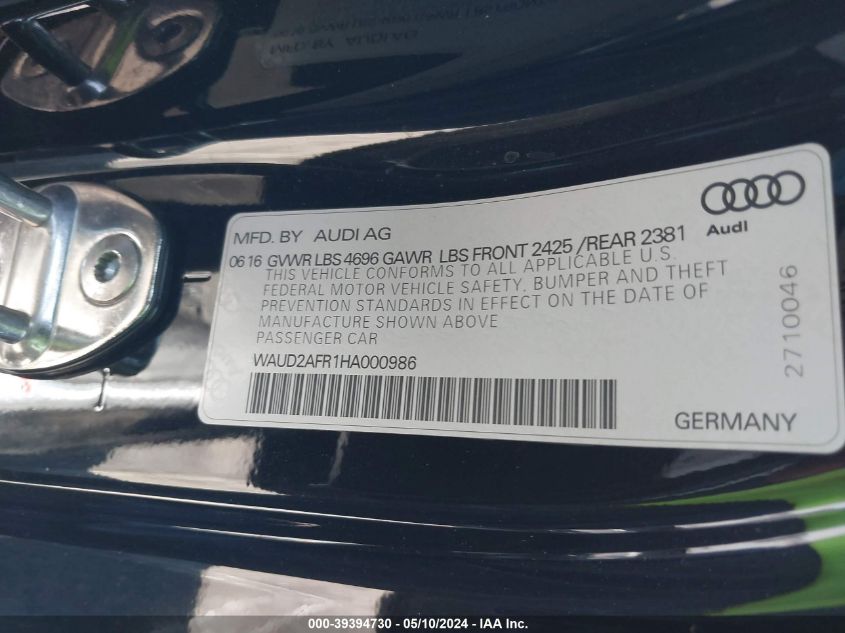 MFD. BY AUDI AG
Audi
06 16 GVWR LBS 4696 GAWR LBS FRONT 2425 /REAR 2381
THIS VEHICLE CONFORMS TO ALL APPLICABLE U.S.
FEDERAL MOTOR VEHICLE SAFETY, BUMPER AND THEFT
PREVENTION STANDARDS IN EFFECT ON THE DATE OF
MANUFACTURE SHOWN ABOVE
PASSENGER CAR
WAUD2AFR1HA000986
GERMANY
2710046
000-39394730 - 05/10/2024 - IAA Inc.